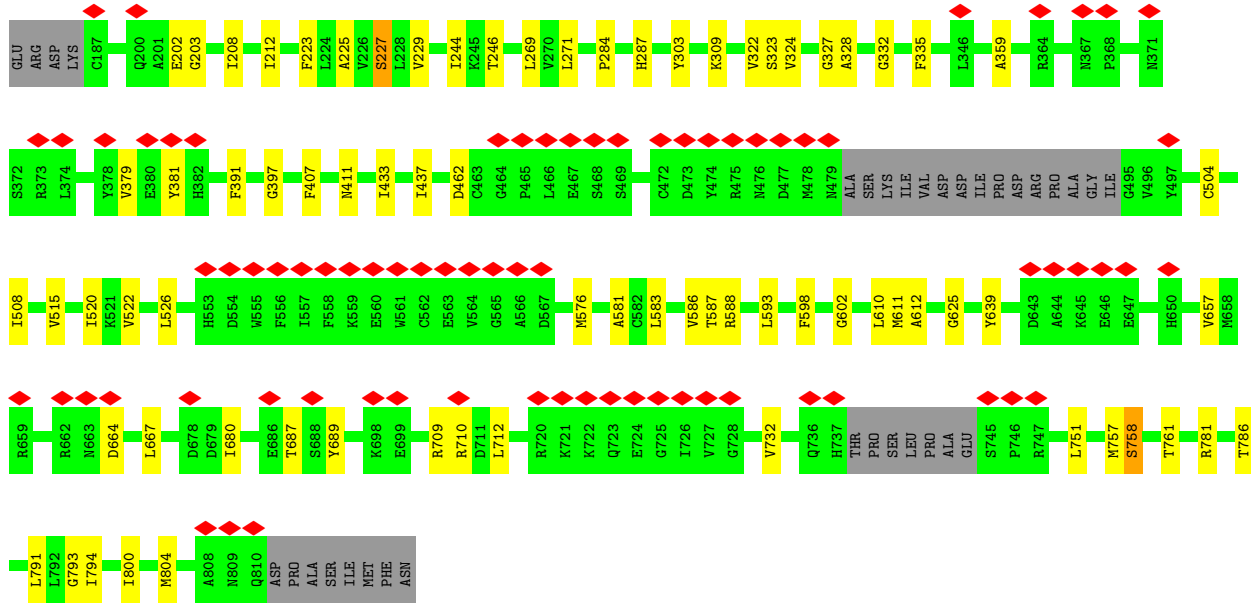 GLU ARG ASP LYS C187 Q200 A201 E202 G203 I208 I212 F223 L224 A225 V226 S227 L228 V229 I244 K245 T246 L269 V270 L271 P284 H287 Y303 K309 V322 S323 V324 G327 A328 G332 F335 L346 A359 R364 N367 P368 N371
S372 R373 L374 Y378 V379 E380 Y381 H382 F391 G397 F407 N411 I433 I437 D462 C463 G464 P465 L466 E467 S468 S469 C472 D473 Y474 R475 N476 D477 M478 N479 ALA SER LYS ILE VAL ASP ASP ILE PRO ASP ARG PRO ALA GLY ILE G495 V496 Y497 C504
I508 V515 I520 K521 V522 L526 H553 D554 W555 F556 I557 F558 K559 E560 W561 C562 E563 V564 G565 A566 D567 M576 A581 C582 L583 V586 T587 R588 L593 F598 G602 L610 M611 A612 G625 Y639 D643 A644 K645 E646 E647 H650 V657 M658
R659 R662 N663 D664 L667 D678 D679 I680 E686 T687 S688 Y689 K698 E699 R709 R710 D711 L712 R720 K721 K722 Q723 E724 G725 I726 V727 G728 V732 Q736 H737 THR PRO SER LEU PRO ALA GLU S745 P746 R747 L751 M757 S758 T761 R781 T786
L791 L792 G793 I794 I800 M804 A808 N809 Q810 ASP PRO ALA SER ILE MET PHE ASN